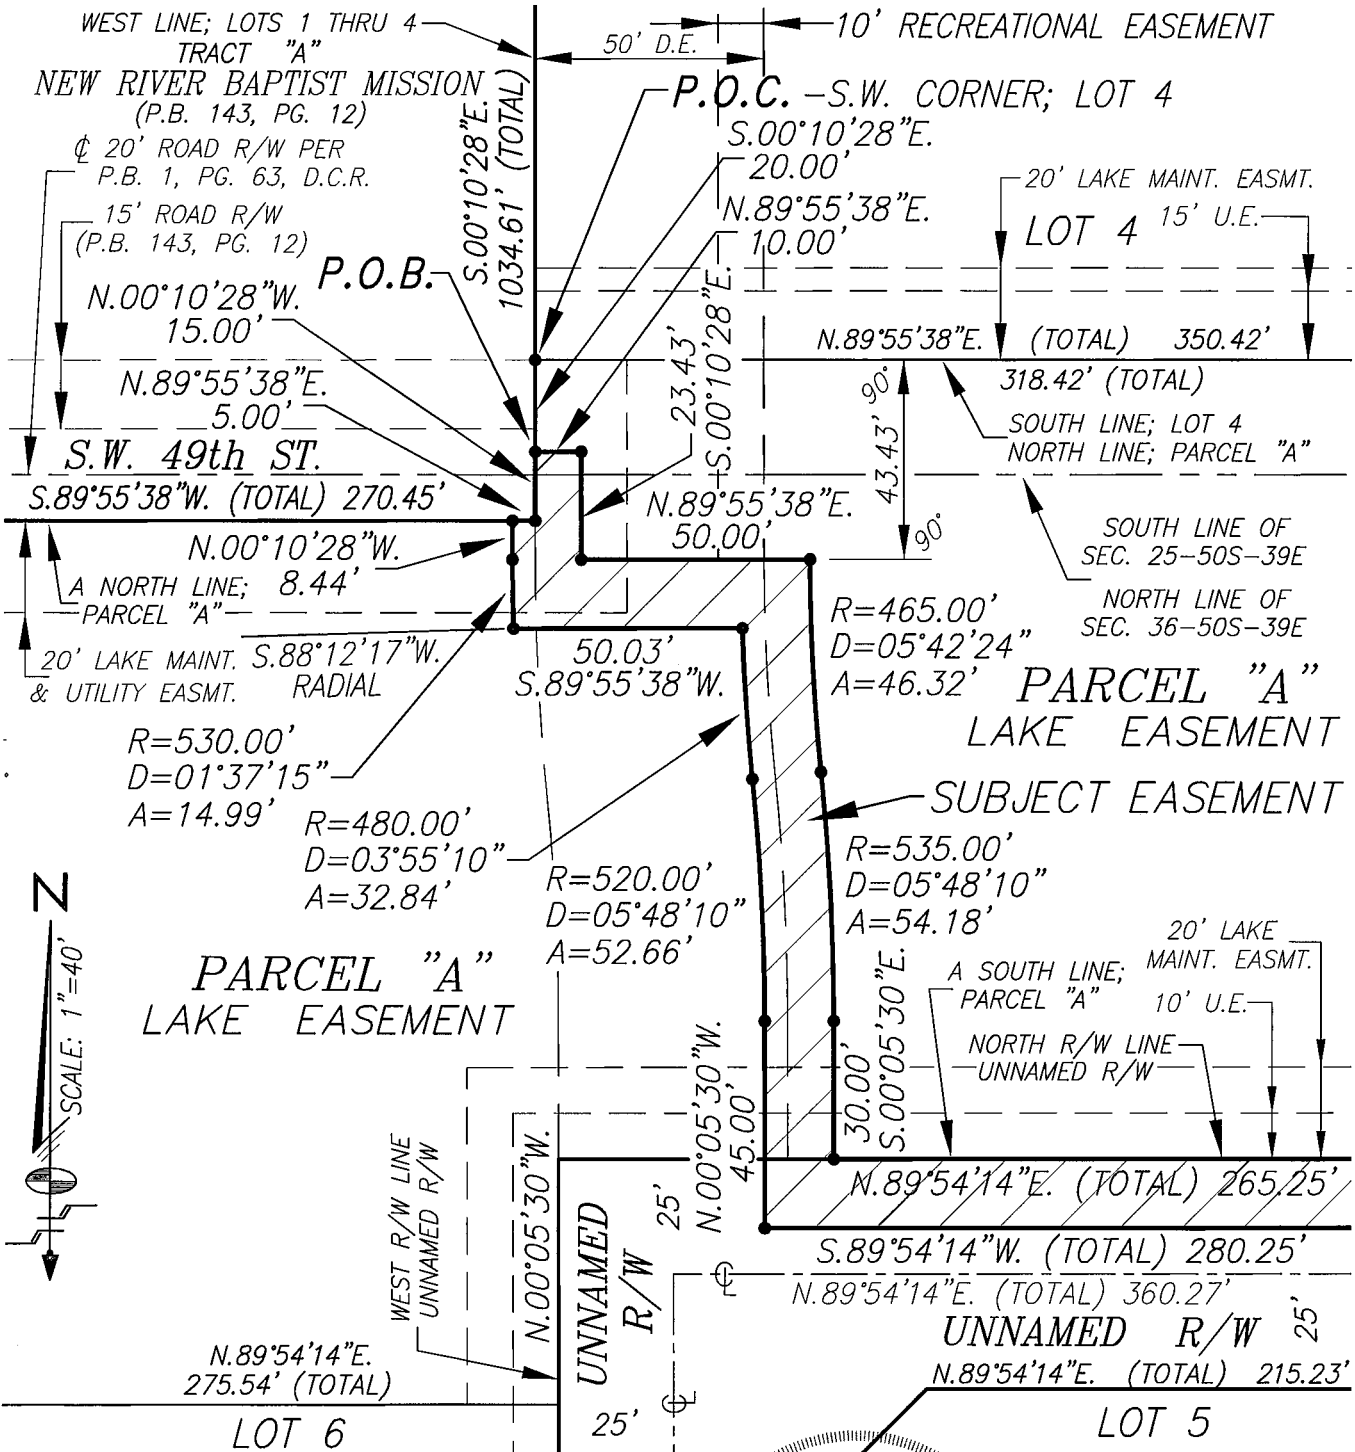 WEST LINE; LOTS 1 THRU 4
TRACT "A"
NEW RIVER BAPTIST MISSION
(P.B. 143, PG. 12)
℄ 20' ROAD R/W PER
P.B. 1, PG. 63, D.C.R.
15' ROAD R/W
(P.B. 143, PG. 12)
S.00°10'28"E.
1034.61' (TOTAL)
50' D.E.
10' RECREATIONAL EASEMENT
P.O.C. -S.W. CORNER; LOT 4
S.00°10'28"E.
20.00'
N.89°55'38"E.
10.00'
20' LAKE MAINT. EASMT.
LOT 4
15' U.E.
P.O.B.
N.00°10'28"W.
15.00'
N.89°55'38"E.
5.00'
S.W. 49th ST.
S.89°55'38"W. (TOTAL) 270.45'
23.43'
S.00°10'28"E.
N.89°55'38"E. (TOTAL) 350.42'
318.42' (TOTAL)
90°
43.43'
90°
SOUTH LINE; LOT 4
NORTH LINE; PARCEL "A"
N.89°55'38"E.
50.00'
SOUTH LINE OF
SEC. 25-50S-39E
NORTH LINE OF
SEC. 36-50S-39E
N.00°10'28"W.
8.44'
A NORTH LINE;
PARCEL "A"
20' LAKE MAINT.
& UTILITY EASMT.
S.88°12'17"W.
RADIAL
50.03'
S.89°55'38"W.
R=465.00'
D=05°42'24"
A=46.32'
PARCEL "A"
LAKE EASEMENT
SUBJECT EASEMENT
R=530.00'
D=01°37'15"
A=14.99'
R=480.00'
D=03°55'10"
A=32.84'
R=520.00'
D=05°48'10"
A=52.66'
R=535.00'
D=05°48'10"
A=54.18'
N
SCALE: 1"=40'
PARCEL "A"
LAKE EASEMENT
20' LAKE
MAINT. EASMT.
A SOUTH LINE;
PARCEL "A"
10' U.E.
NORTH R/W LINE
UNNAMED R/W
30.00'
S.00°05'30"E.
N.00°05'30"W.
45.00'
WEST R/W LINE
UNNAMED R/W
N.00°05'30"W.
UNNAMED
R/W
25'
25'
N.89°54'14"E. (TOTAL) 265.25'
S.89°54'14"W. (TOTAL) 280.25'
℄
N.89°54'14"E. (TOTAL) 360.27'
UNNAMED R/W
25'
N.89°54'14"E. (TOTAL) 215.23'
℄
N.89°54'14"E.
275.54' (TOTAL)
LOT 6
LOT 5